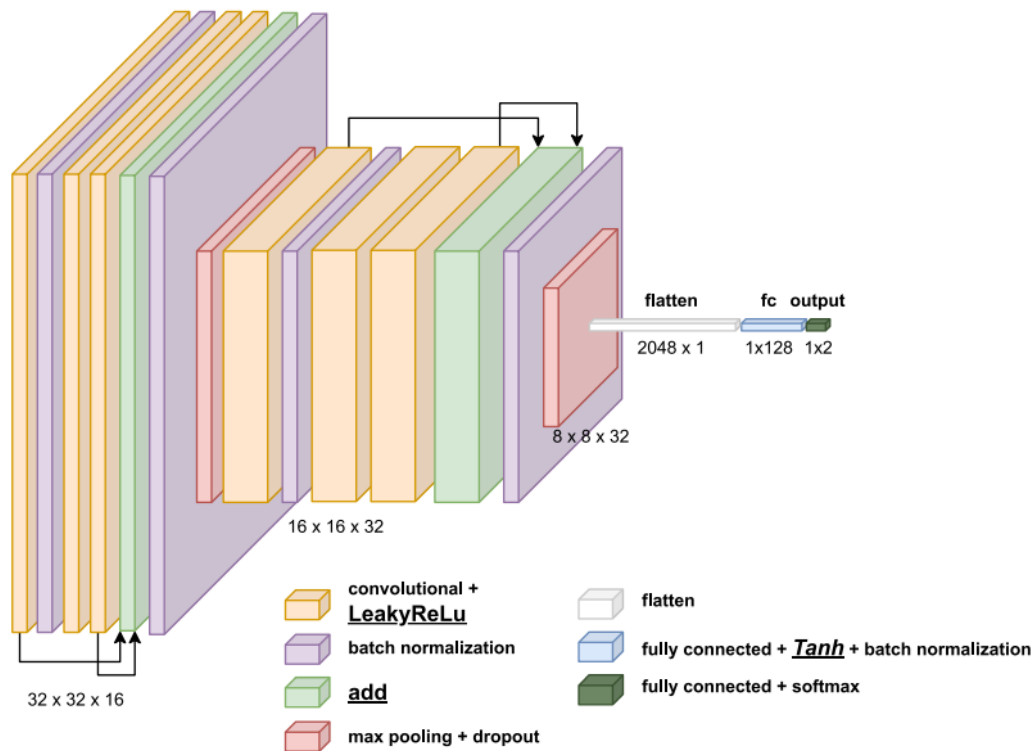 flatten
fc
output
2048 x 1
1x128
1x2
8 x 8 x 32
16 x 16 x 32
32 x 32 x 16
convolutional +
LeakyReLu
batch normalization
add
max pooling + dropout
flatten
fully connected + Tanh + batch normalization
fully connected + softmax